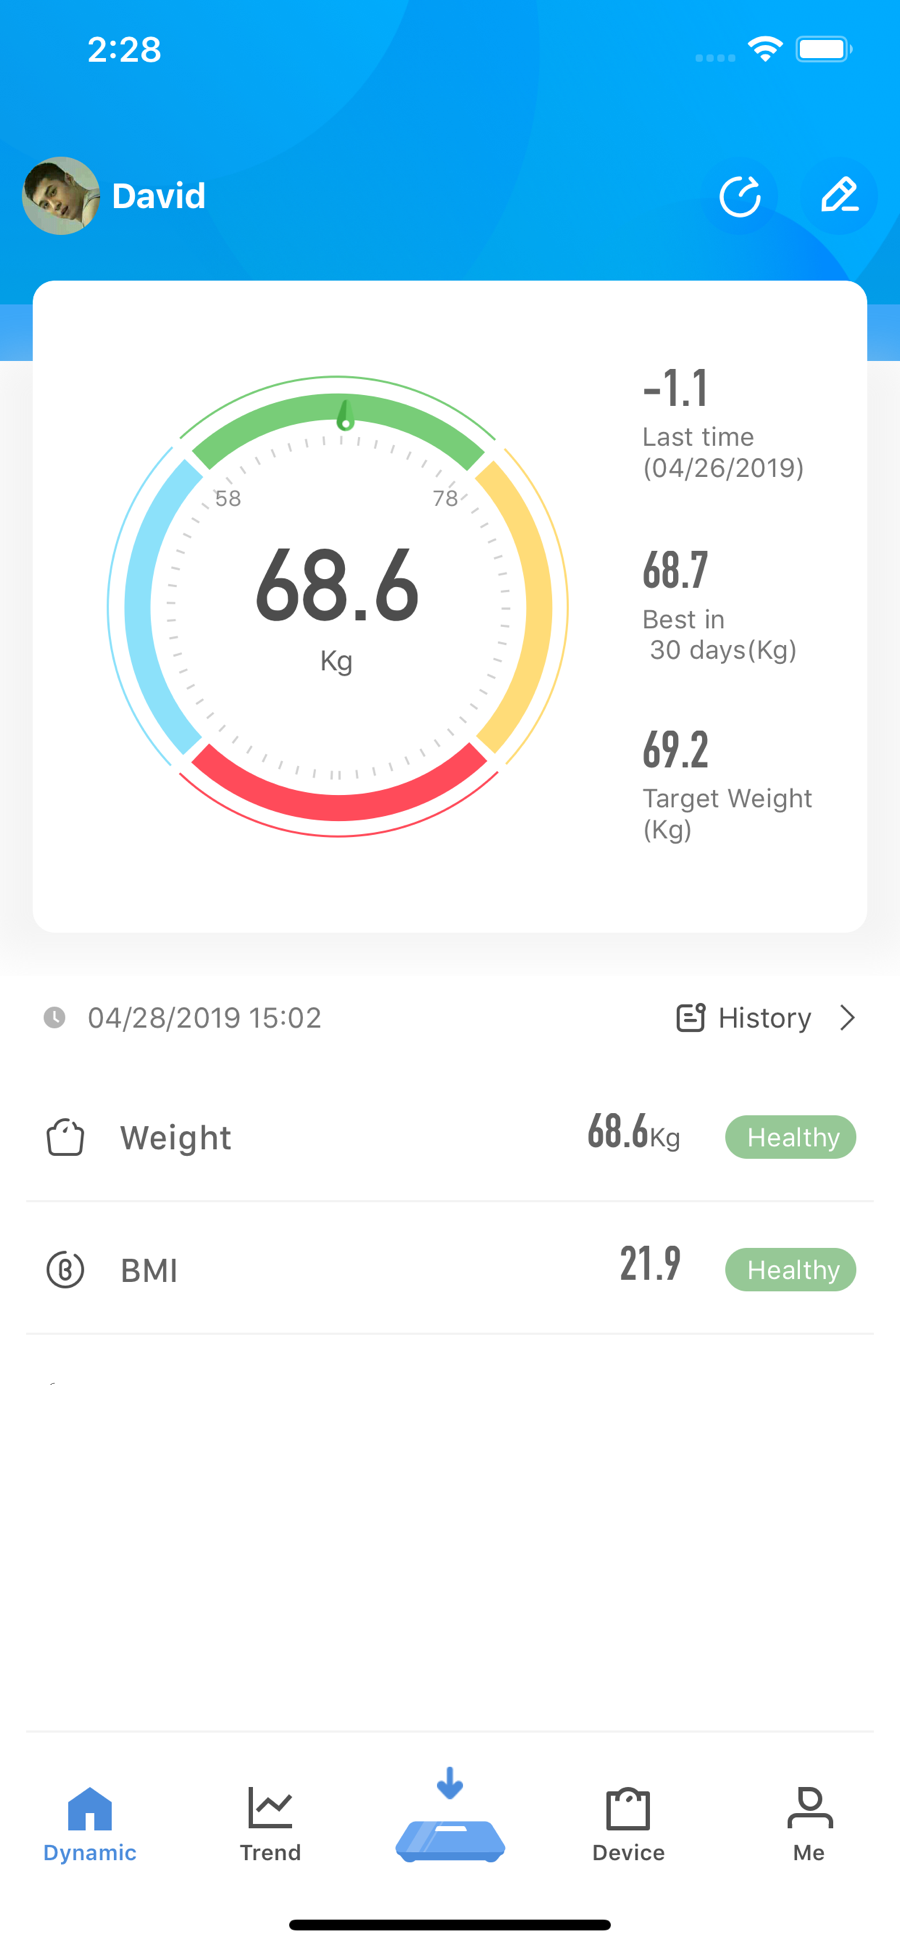 2:28
David
-1.1
Last time
(04/26/2019)
58
78
68.6
Kg
68.7
Best in
30 days(Kg)
69.2
Target Weight
(Kg)
04/28/2019 15:02
History
Weight
68.6Kg
Healthy
BMI
21.9
Healthy
Dynamic
Trend
Device
Me